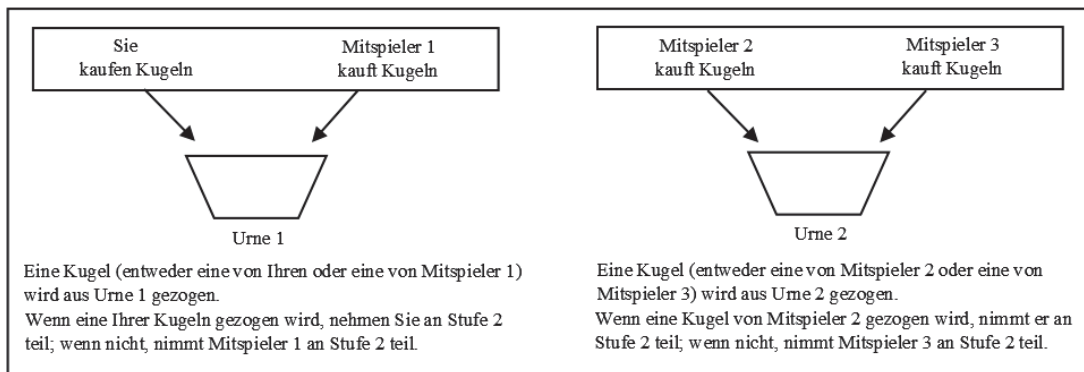 Sie
kaufen Kugeln
Mitspieler 1
kauft Kugeln
Urne 1
Eine Kugel (entweder eine von Ihren oder eine von Mitspieler 1)
wird aus Urne 1 gezogen.
Wenn eine Ihrer Kugeln gezogen wird, nehmen Sie an Stufe 2
teil; wenn nicht, nimmt Mitspieler 1 an Stufe 2 teil.
Mitspieler 2
kauft Kugeln
Mitspieler 3
kauft Kugeln
Urne 2
Eine Kugel (entweder eine von Mitspieler 2 oder eine von
Mitspieler 3) wird aus Urne 2 gezogen.
Wenn eine Kugel von Mitspieler 2 gezogen wird, nimmt er an
Stufe 2 teil; wenn nicht, nimmt Mitspieler 3 an Stufe 2 teil.